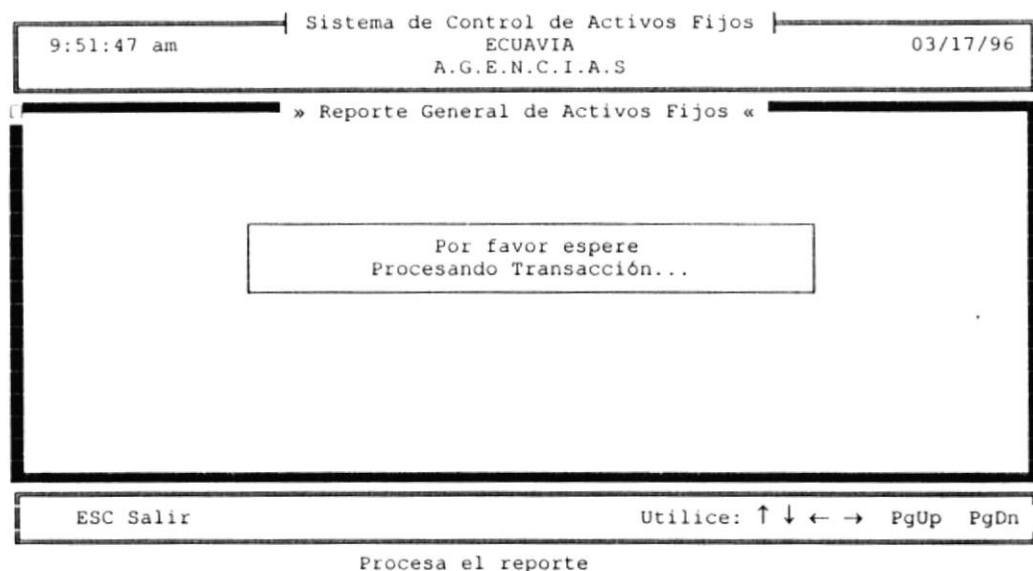 Sistema de Control de Activos Fijos
9:51:47 am ECUAVIA 03/17/96
A.G.E.N.C.I.A.S
» Reporte General de Activos Fijos «
Por favor espere
Procesando Transacción...
ESC Salir Utilice: ↑ ↓ ← → PgUp PgDn
Procesa el reporte